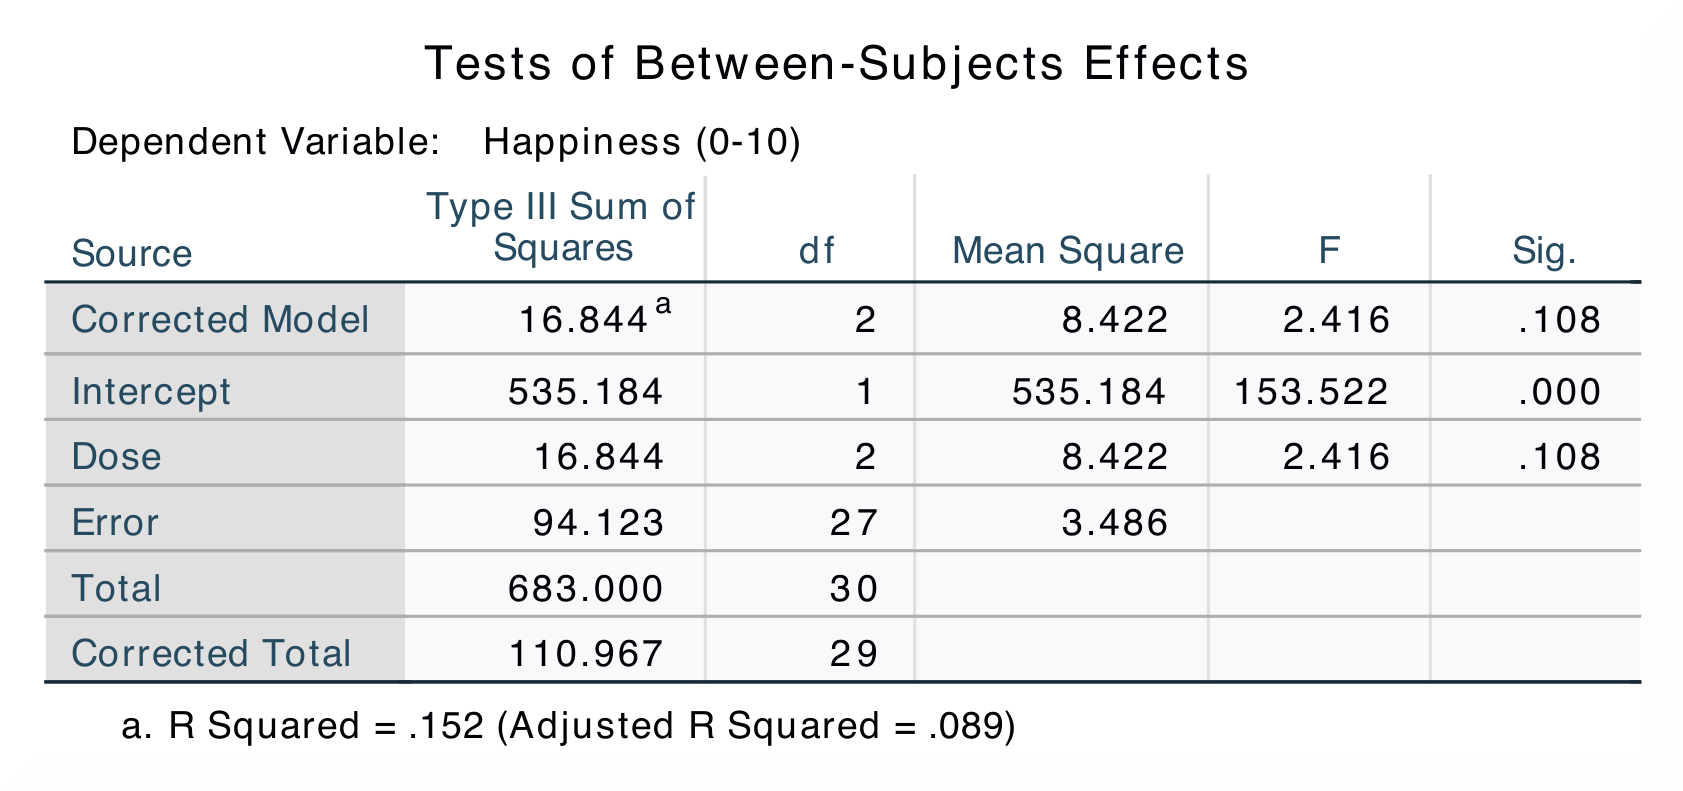 Tests of Between-Subjects Effects
Dependent Variable: Happiness (0-10)
Source Type III Sum of Squares df Mean Square F Sig.
Corrected Model 16.844 a 2 8.422 2.416 .108
Intercept 535.184 1 535.184 153.522 .000
Dose 16.844 2 8.422 2.416 .108
Error 94.123 27 3.486
Total 683.000 30
Corrected Total 110.967 29
a. R Squared = .152 (Adjusted R Squared = .089)